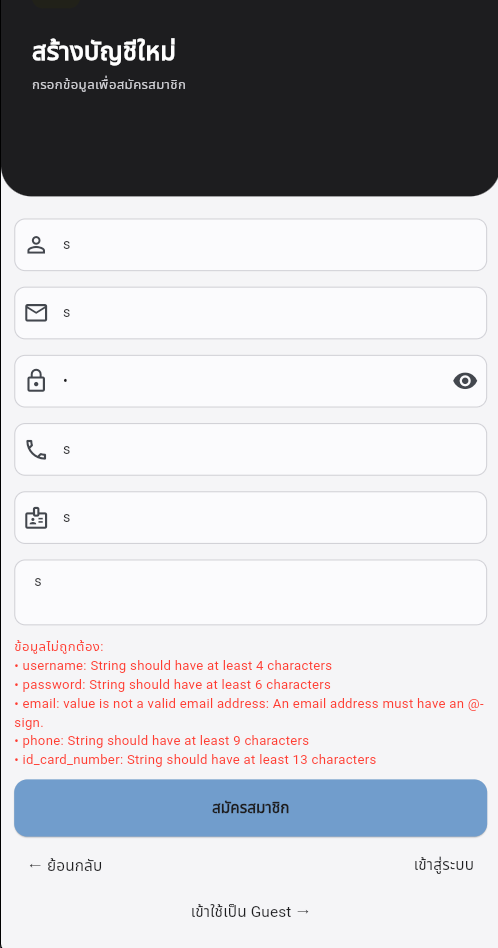 สร้างบัญชีใหม่
กรอกข้อมูลเพื่อสมัครสมาชิก
s
s
•
s
s
s
ข้อมูลไม่ถูกต้อง:
• username: String should have at least 4 characters
• password: String should have at least 6 characters
• email: value is not a valid email address: An email address must have an @-
sign.
• phone: String should have at least 9 characters
• id_card_number: String should have at least 13 characters
สมัครสมาชิก
← ย้อนกลับ
เข้าสู่ระบบ
เข้าใช้เป็น Guest →